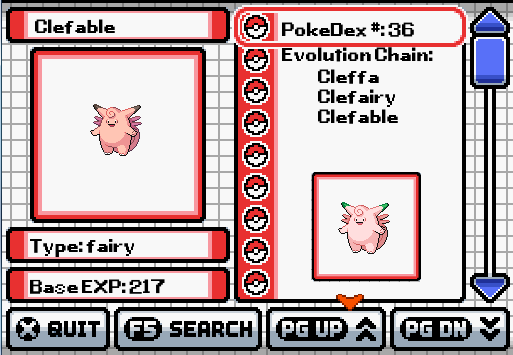 Clefable
PokeDex #:36
Evolution Chain:
Cleffa
Clefairy
Clefable
Type:fairy
Base EXP:217
X QUIT
F5 SEARCH
PG UP
PG DN